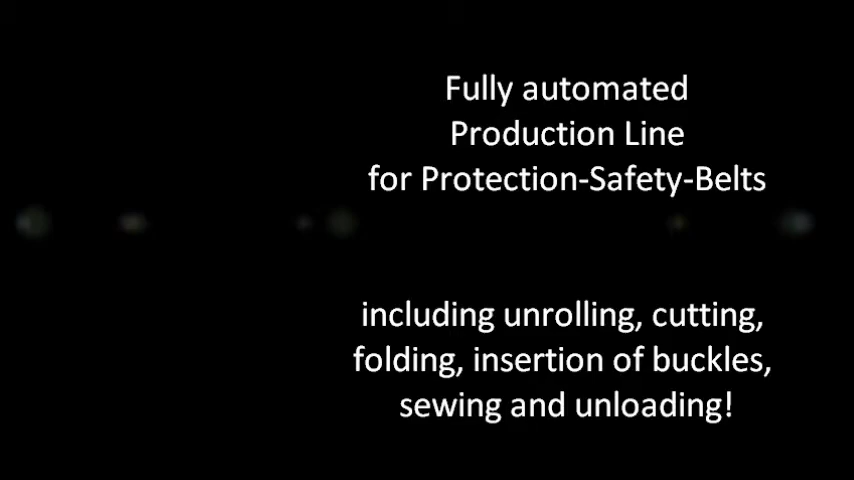 Fully automated
Production Line
for Protection-Safety-Belts
including unrolling, cutting,
folding, insertion of buckles,
sewing and unloading!